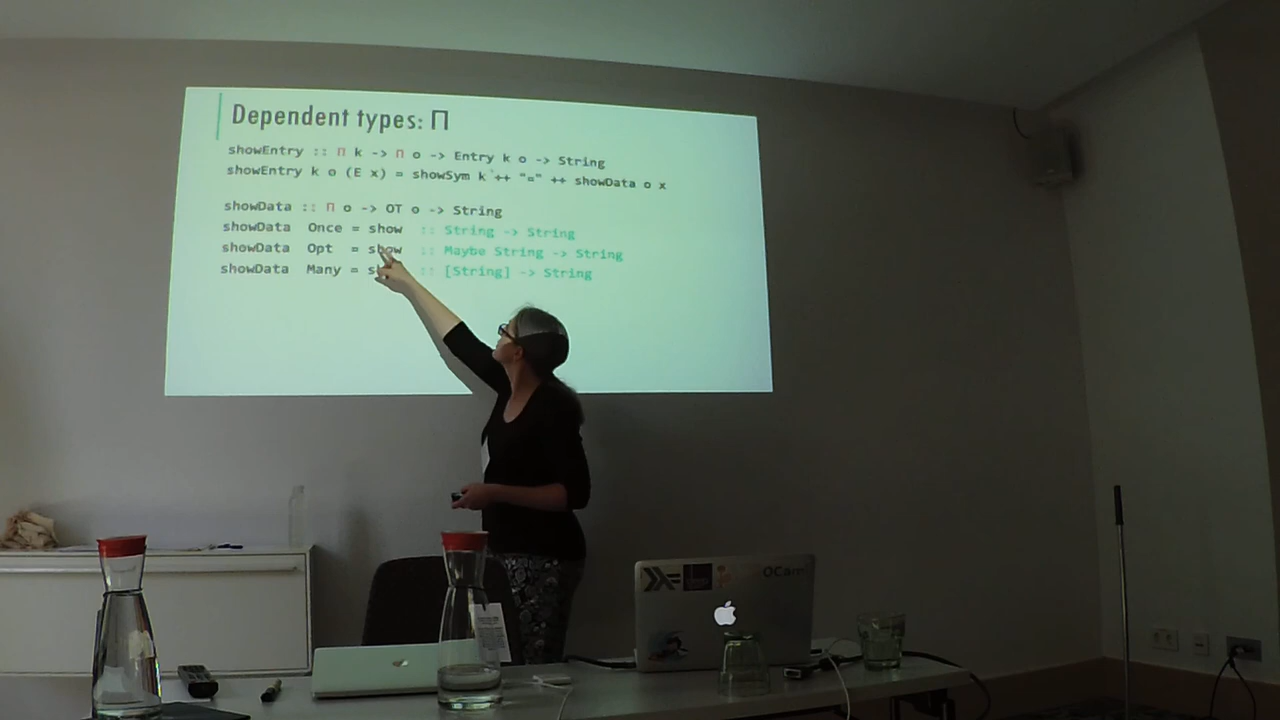 Dependent types: Π
showEntry :: Π k -> Π o -> Entry k o -> String
showEntry k o (E x) = showSym k ++ "=" ++ showData o x
showData :: Π o -> OT o -> String
showData Once = show :: String -> String
showData Opt = show :: Maybe String -> String
showData Many = :: [String] -> String